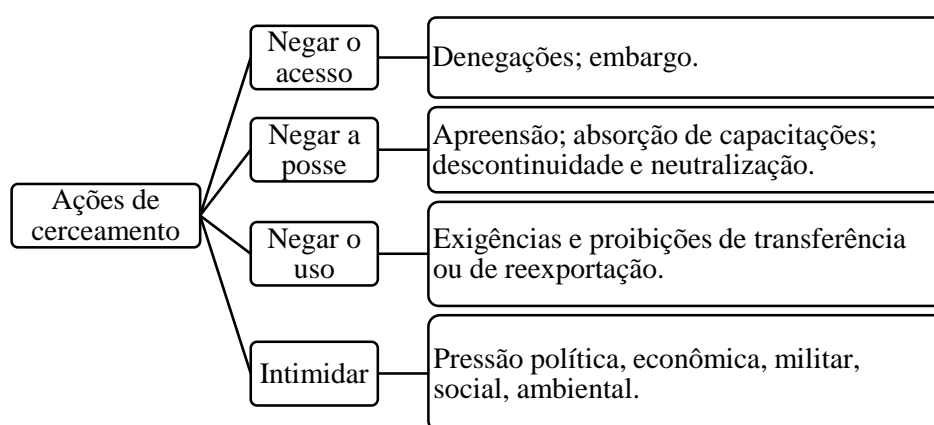 Ações de
cerceamento
Negar o
acesso
Denegações; embargo.
Negar a
posse
Apreensão; absorção de capacitações;
descontinuidade e neutralização.
Negar o
uso
Exigências e proibições de transferência
ou de reexportação.
Intimidar
Pressão política, econômica, militar,
social, ambiental.